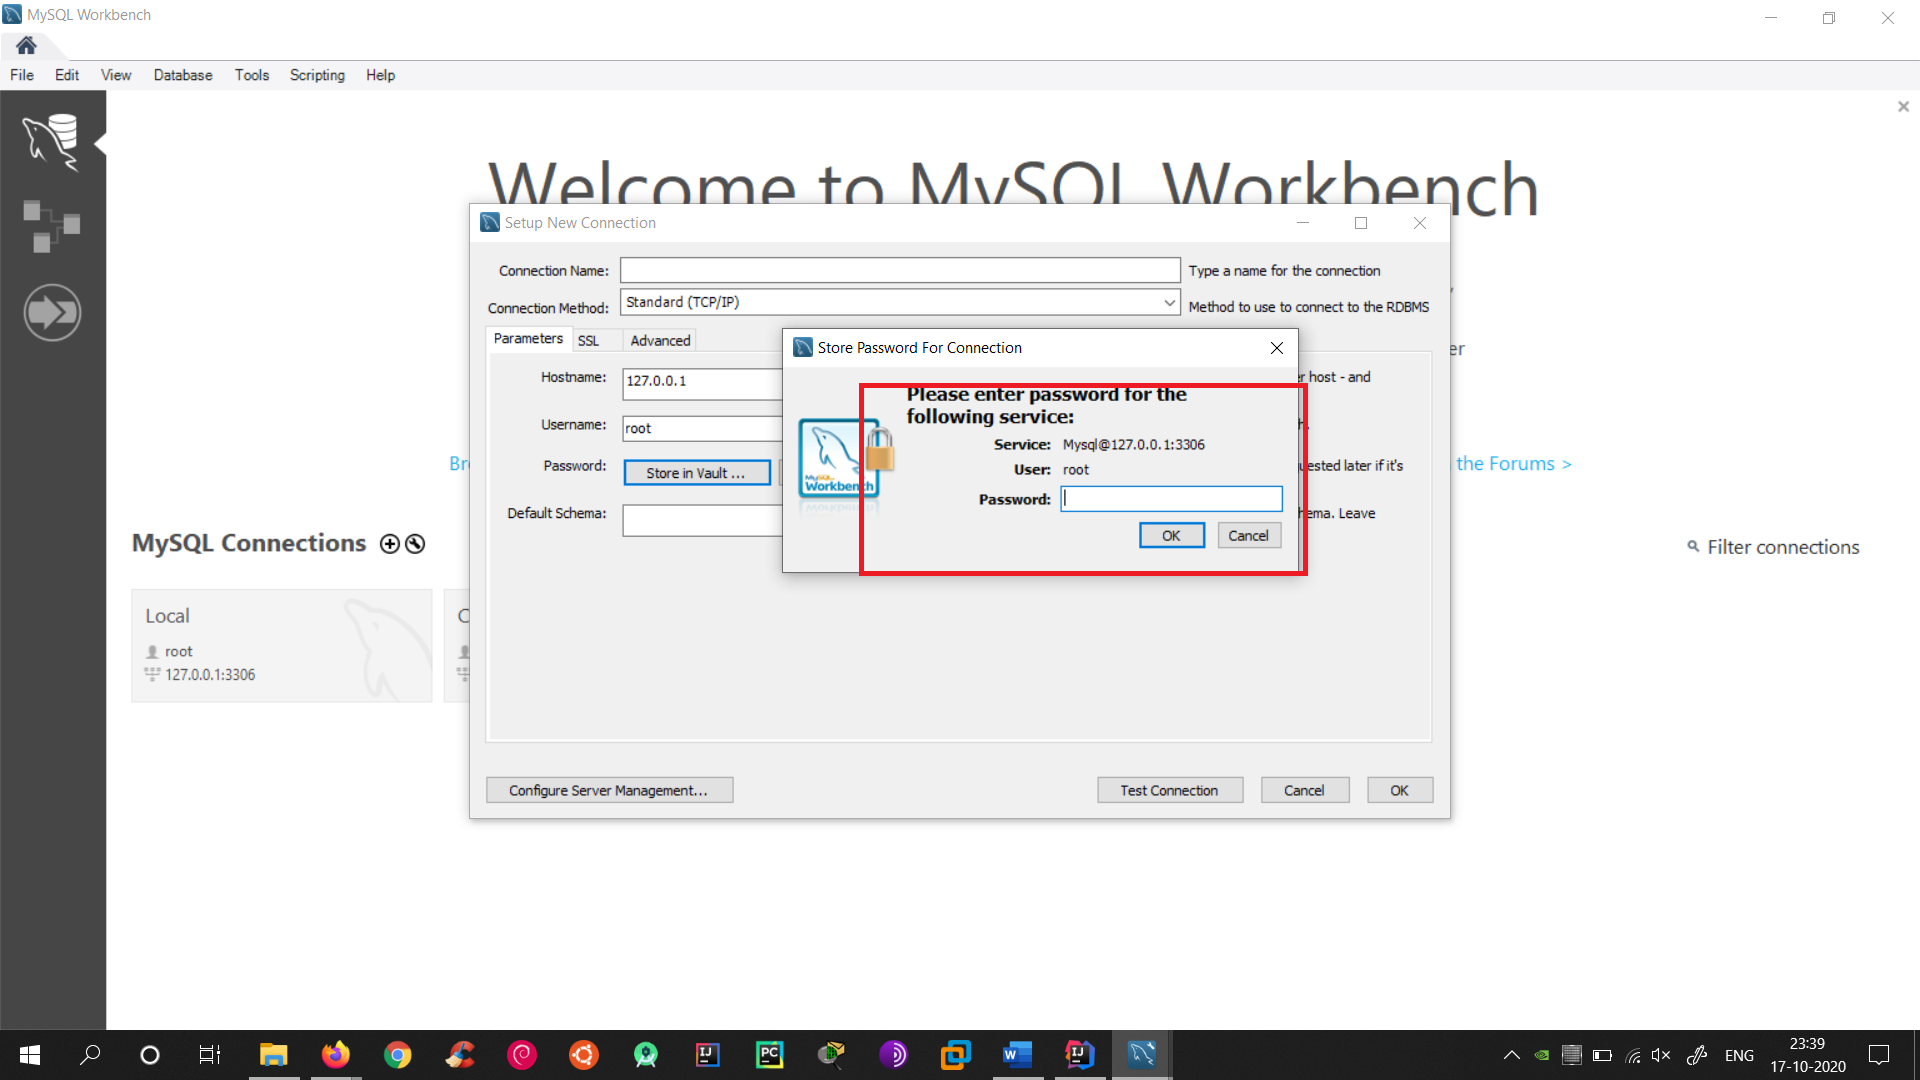 MySQL Workbench
File Edit View Database Tools Scripting Help
Welcome to MySQL Workbench
Setup New Connection
Connection Name: Type a name for the connection
Connection Method: Standard (TCP/IP) Method to use to connect to the RDBMS
Parameters SSL Advanced
Store Password For Connection
Hostname: 127.0.0.1
host - and
Please enter password for the
following service:
Username: root
Service: Mysql@127.0.0.1:3306
User: root
Password: Store in Vault ...
later if it's
the Forums >
MySQL Workbench
Password:
Default Schema:
Leave
OK Cancel
MySQL Connections
Filter connections
Local
root
127.0.0.1:3306
Configure Server Management... Test Connection Cancel OK
ENG
23:39
17-10-2020